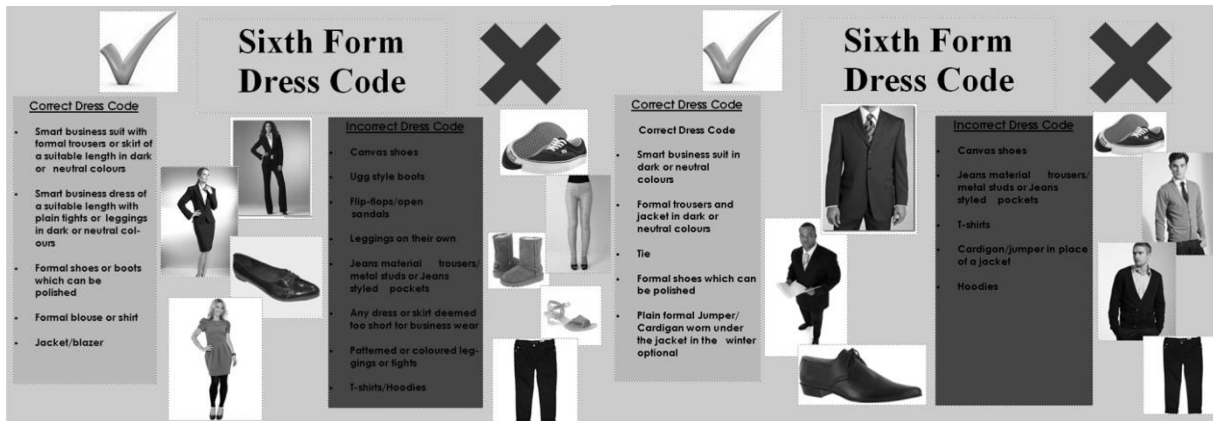 Sixth Form
Dress Code
Correct Dress Code
• Smart business suit with
formal trousers or skirt of
a suitable length in dark
or neutral colours
• Smart business dress of
a suitable length with
plain tights or leggings
in dark or neutral col-
ours
• Formal shoes or boots
which can be
polished
• Formal blouse or shirt
• Jacket/blazer
Incorrect Dress Code
• Canvas shoes
• Ugg style boots
• Flip-flops/open
sandals
• Leggings on their own
• Jeans material trousers/
metal studs or Jeans
styled pockets
• Any dress or skirt deemed
too short for business wear
• Patterned or coloured leg-
gings or tights
• T-shirts/Hoodies
Sixth Form
Dress Code
Correct Dress Code
Correct Dress Code
• Smart business suit in
dark or neutral
colours
• Formal trousers and
jacket in dark or
neutral colours
• Tie
• Formal shoes which can
be polished
• Plain formal Jumper/
Cardigan worn under
the jacket in the winter
optional
Incorrect Dress Code
• Canvas shoes
• Jeans material trousers/
metal studs or Jeans
styled pockets
• T-shirts
• Cardigan/jumper in place
of a jacket
• Hoodies